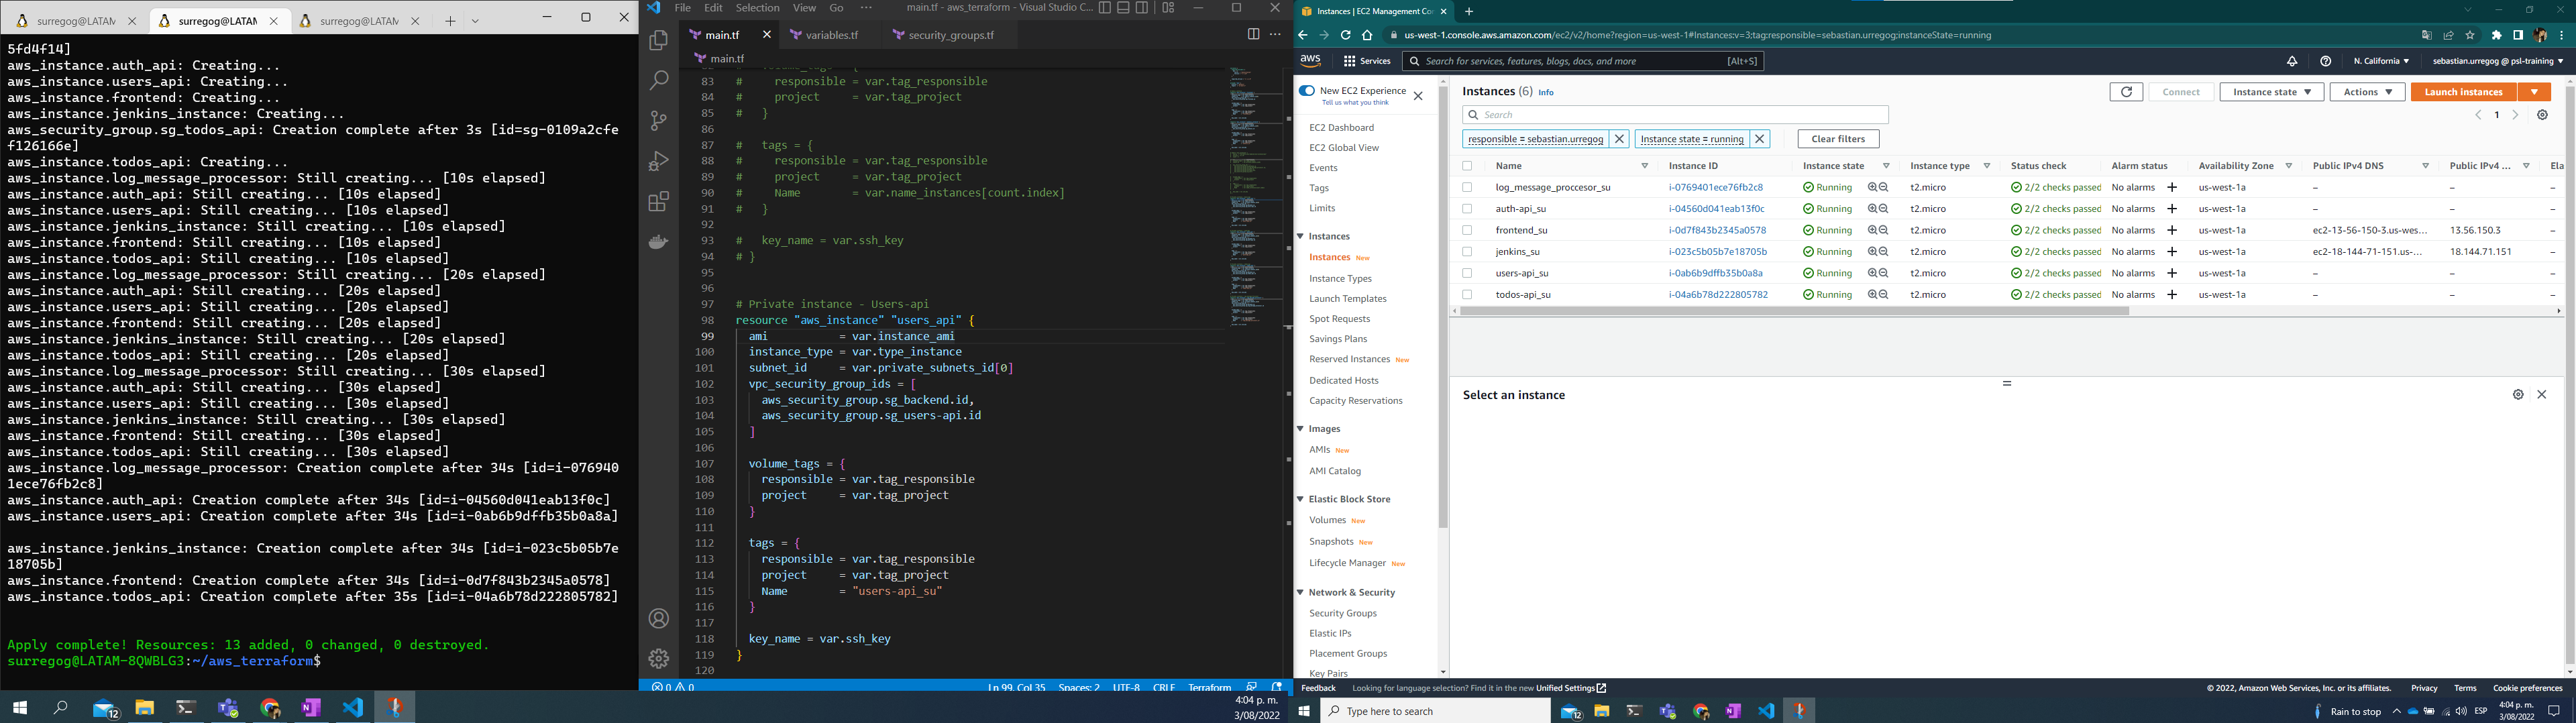 surregog@LATAM
surregog@LATAM
surregog@LATAM
5fd4f14]
aws_instance.auth_api: Creating...
aws_instance.users_api: Creating...
aws_instance.frontend: Creating...
aws_instance.jenkins_instance: Creating...
aws_security_group.sg_todos_api: Creation complete after 3s [id=sg-0109a2cfe
f126166e]
aws_instance.todos_api: Creating...
aws_instance.log_message_processor: Still creating... [10s elapsed]
aws_instance.auth_api: Still creating... [10s elapsed]
aws_instance.users_api: Still creating... [10s elapsed]
aws_instance.jenkins_instance: Still creating... [10s elapsed]
aws_instance.frontend: Still creating... [10s elapsed]
aws_instance.todos_api: Still creating... [10s elapsed]
aws_instance.log_message_processor: Still creating... [20s elapsed]
aws_instance.auth_api: Still creating... [20s elapsed]
aws_instance.users_api: Still creating... [20s elapsed]
aws_instance.frontend: Still creating... [20s elapsed]
aws_instance.jenkins_instance: Still creating... [20s elapsed]
aws_instance.todos_api: Still creating... [20s elapsed]
aws_instance.log_message_processor: Still creating... [30s elapsed]
aws_instance.auth_api: Still creating... [30s elapsed]
aws_instance.users_api: Still creating... [30s elapsed]
aws_instance.jenkins_instance: Still creating... [30s elapsed]
aws_instance.frontend: Still creating... [30s elapsed]
aws_instance.todos_api: Still creating... [30s elapsed]
aws_instance.log_message_processor: Creation complete after 34s [id=i-076940
1ece76fb2c8]
aws_instance.auth_api: Creation complete after 34s [id=i-04560d041eab13f0c]
aws_instance.users_api: Creation complete after 34s [id=i-0ab6b9dffb35b0a8a]
aws_instance.jenkins_instance: Creation complete after 34s [id=i-023c5b05b7e
18705b]
aws_instance.frontend: Creation complete after 34s [id=i-0d7f843b2345a0578]
aws_instance.todos_api: Creation complete after 35s [id=i-04a6b78d222805782]
Apply complete! Resources: 13 added, 0 changed, 0 destroyed.
surregog@LATAM-8QWBLG3:~/aws_terraform$
12
File Edit Selection View Go ··· main.tf - aws_terraform - Visual Studio C...
main.tf variables.tf security_groups.tf
main.tf
83 #     responsible = var.tag_responsible
84 #     project     = var.tag_project
85 #   }
86
87 #   tags = {
88 #     responsible = var.tag_responsible
89 #     project     = var.tag_project
90 #     Name        = var.name_instances[count.index]
91 #   }
92
93 #   key_name = var.ssh_key
94 # }
95
96
97 # Private instance - Users-api
98 resource "aws_instance" "users_api" {
99   ami           = var.instance_ami
100   instance_type = var.type_instance
101   subnet_id     = var.private_subnets_id[0]
102   vpc_security_group_ids = [
103     aws_security_group.sg_backend.id,
104     aws_security_group.sg_users-api.id
105   ]
106
107   volume_tags = {
108     responsible = var.tag_responsible
109     project     = var.tag_project
110   }
111
112   tags = {
113     responsible = var.tag_responsible
114     project     = var.tag_project
115     Name        = "users-api_su"
116   }
117
118   key_name = var.ssh_key
119 }
120
0 0 Ln 99, Col 35 Spaces: 2 UTF-8 CRLF Terraform
4:04 p. m.
3/08/2022
Instances | EC2 Management Co
us-west-1.console.aws.amazon.com/ec2/v2/home?region=us-west-1#Instances:v=3;tag:responsible=sebastian.urregog;instanceState=running
aws Services Search for services, features, blogs, docs, and more [Alt+S] N. California sebastian.urregog @ psl-training
New EC2 Experience
Tell us what you think
EC2 Dashboard
EC2 Global View
Events
Tags
Limits
Instances
Instances New
Instance Types
Launch Templates
Spot Requests
Savings Plans
Reserved Instances New
Dedicated Hosts
Capacity Reservations
Images
AMIs New
AMI Catalog
Elastic Block Store
Volumes New
Snapshots New
Lifecycle Manager New
Network & Security
Security Groups
Elastic IPs
Placement Groups
Key Pairs
Instances (6) Info Connect Instance state Actions Launch instances
Search
1
responsible = sebastian.urregog Instance state = running Clear filters
Name Instance ID Instance state Instance type Status check Alarm status Availability Zone Public IPv4 DNS Public IPv4 ... Ela
log_message_proccesor_su i-0769401ece76fb2c8 Running t2.micro 2/2 checks passed No alarms + us-west-1a – – –
auth-api_su i-04560d041eab13f0c Running t2.micro 2/2 checks passed No alarms + us-west-1a – – –
frontend_su i-0d7f843b2345a0578 Running t2.micro 2/2 checks passed No alarms + us-west-1a ec2-13-56-150-3.us-wes... 13.56.150.3 –
jenkins_su i-023c5b05b7e18705b Running t2.micro 2/2 checks passed No alarms + us-west-1a ec2-18-144-71-151.us-... 18.144.71.151 –
users-api_su i-0ab6b9dffb35b0a8a Running t2.micro 2/2 checks passed No alarms + us-west-1a – – –
todos-api_su i-04a6b78d222805782 Running t2.micro 2/2 checks passed No alarms + us-west-1a – – –
Select an instance
Feedback Looking for language selection? Find it in the new Unified Settings © 2022, Amazon Web Services, Inc. or its affiliates. Privacy Terms Cookie preferences
Type here to search 12 Rain to stop ESP 4:04 p. m.
3/08/2022